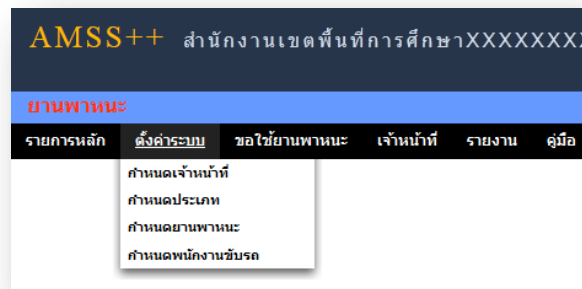 AMSS++ สำนักงานเขตพื้นที่การศึกษาXXXXXXX
ยานพาหนะ
รายการหลัก ตั้งค่าระบบ ขอใช้ยานพาหนะ เจ้าหน้าที่ รายงาน คู่มือ
กำหนดเจ้าหน้าที่
กำหนดประเภท
กำหนดยานพาหนะ
กำหนดพนักงานขับรถ